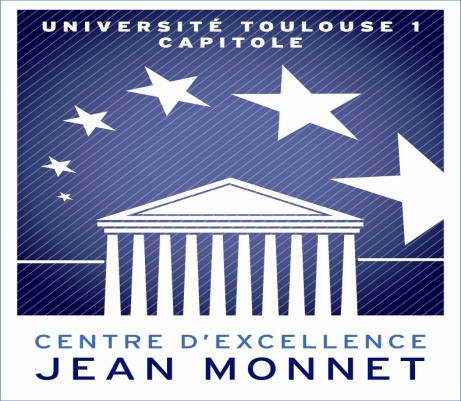 UNIVERSITÉ TOULOUSE 1
CAPITOLE
CENTRE D'EXCELLENCE
JEAN MONNET